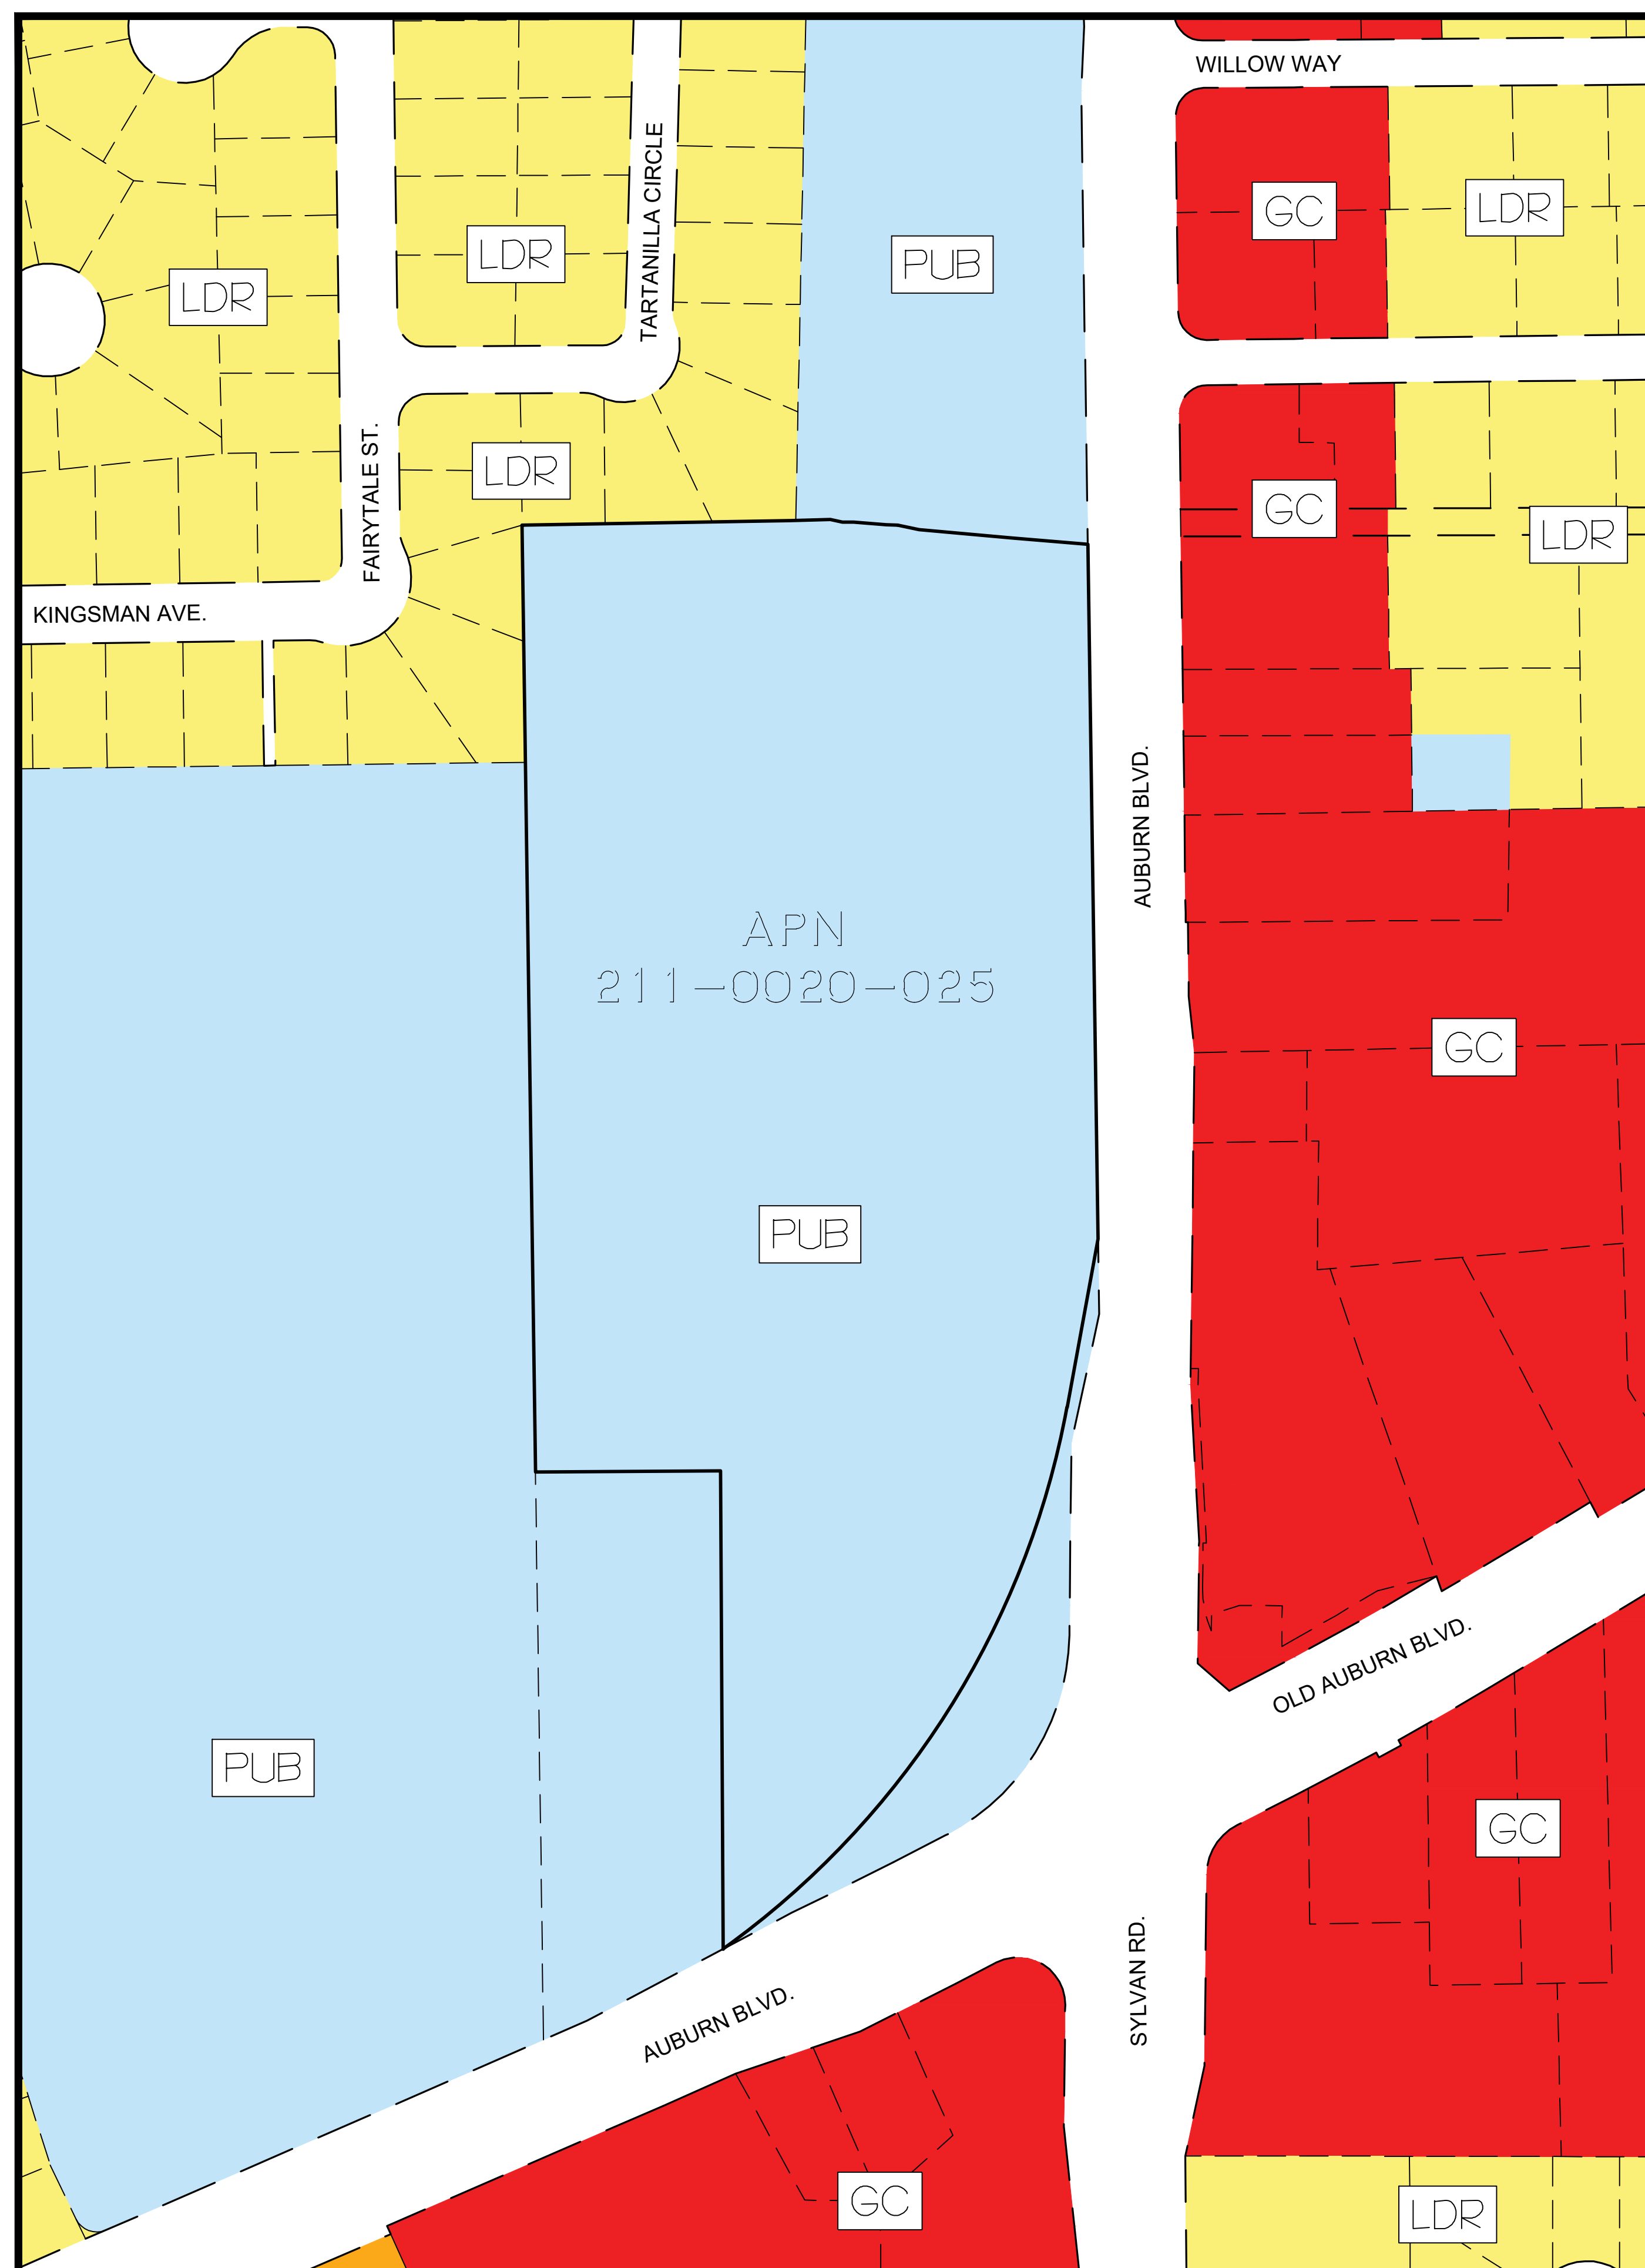 WILLOW WAY
TARTANILLA CIRCLE
GC
LDR
LDR
PUB
LDR
FAIRYTALE ST.
LDR
GC
LDR
KINGSMAN AVE.
AUBURN BLVD.
APN
211-0020-025
GC
PUB
OLD AUBURN BLVD.
PUB
GC
SYLVAN RD.
AUBURN BLVD.
GC
LDR